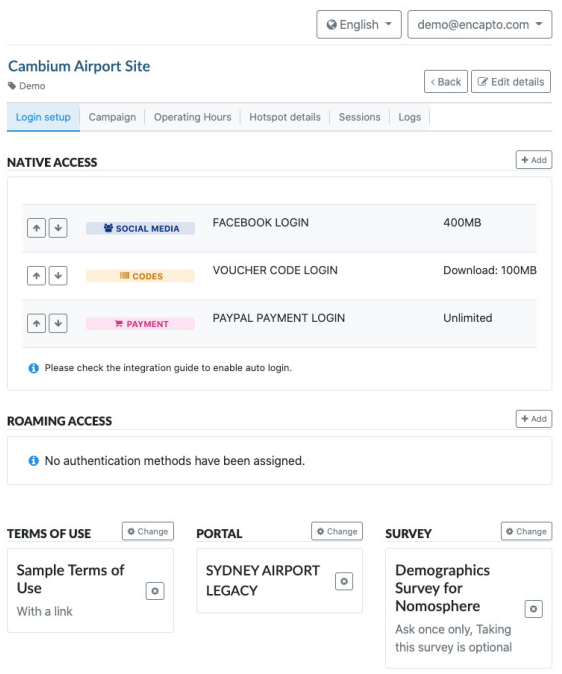 English
demo@encapto.com
Cambium Airport Site
Demo
< Back
Edit details
Login setup
Campaign
Operating Hours
Hotspot details
Sessions
Logs
NATIVE ACCESS
+ Add
SOCIAL MEDIA
FACEBOOK LOGIN
400MB
CODES
VOUCHER CODE LOGIN
Download: 100MB
PAYMENT
PAYPAL PAYMENT LOGIN
Unlimited
Please check the integration guide to enable auto login.
ROAMING ACCESS
+ Add
No authentication methods have been assigned.
TERMS OF USE
Change
Sample Terms of
Use
With a link
PORTAL
Change
SYDNEY AIRPORT
LEGACY
SURVEY
Change
Demographics
Survey for
Nomosphere
Ask once only, Taking
this survey is optional